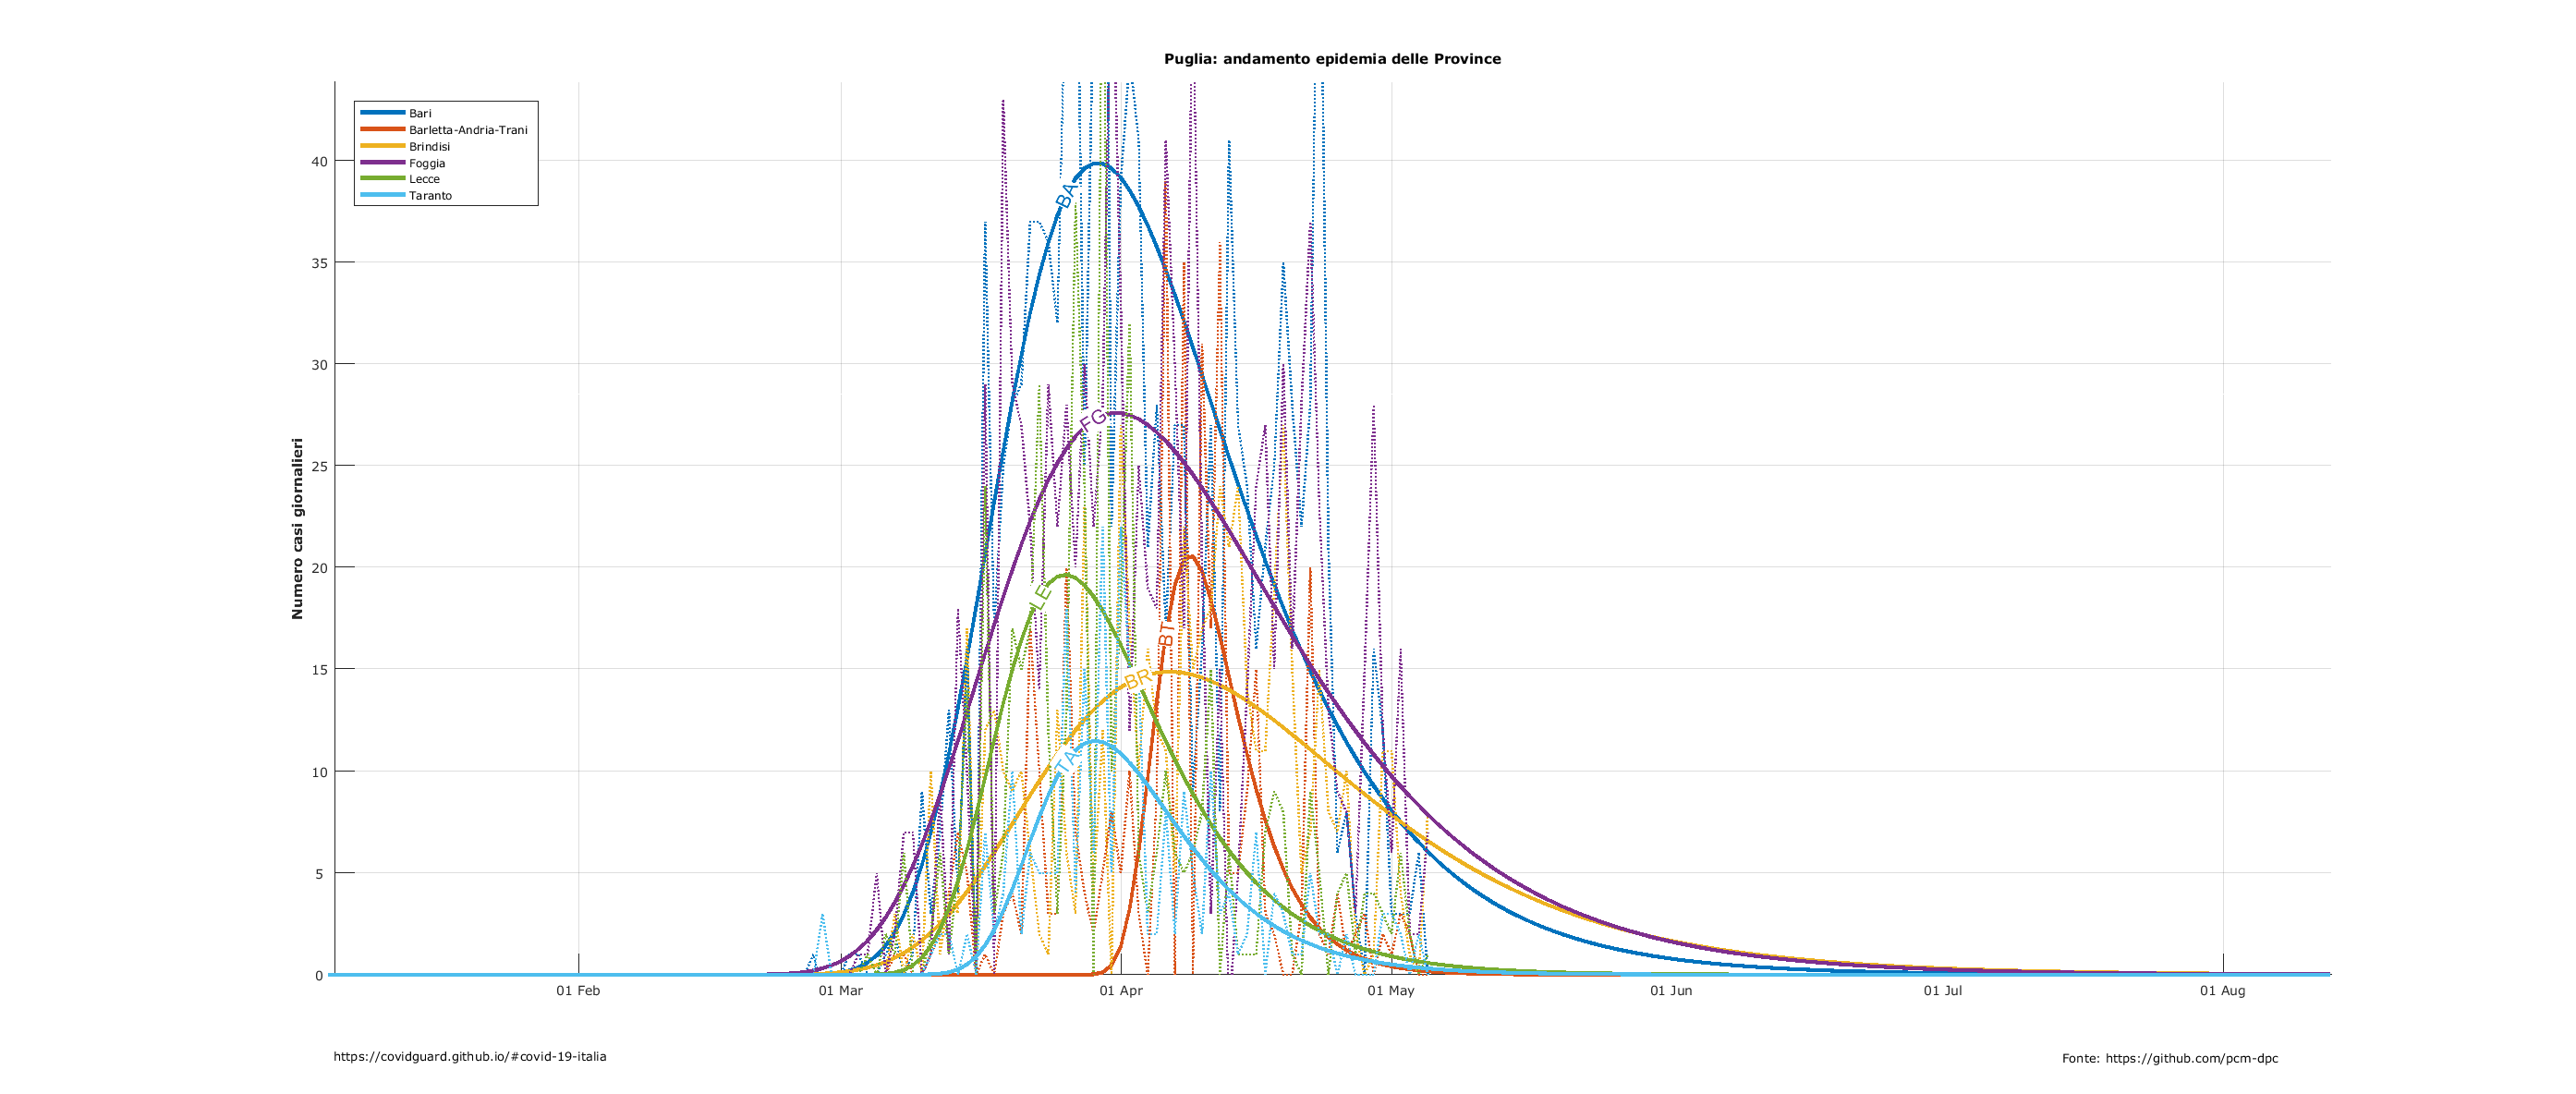 Puglia: andamento epidemia delle Province
Bari
Barletta-Andria-Trani
Brindisi
Foggia
Lecce
Taranto
Numero casi giornalieri
40
35
30
25
20
15
10
5
0
BA
FG
LE
BT
BR
TA
01 Feb
01 Mar
01 Apr
01 May
01 Jun
01 Jul
01 Aug
https://covidguard.github.io/#covid-19-italia
Fonte: https://github.com/pcm-dpc